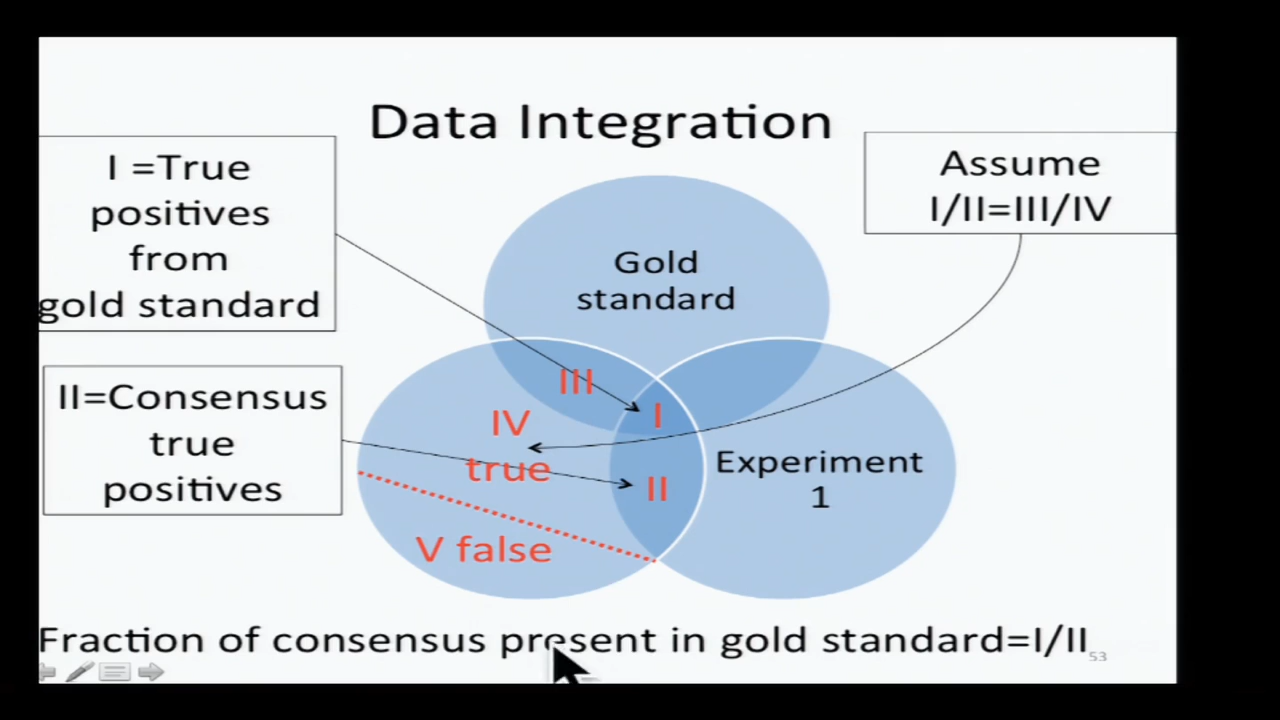 Data Integration
I =True
positives
from
gold standard
Assume
I/II=III/IV
Gold
standard
II=Consensus
true
positives
III
I
IV
true
II
Experiment
1
V false
Fraction of consensus present in gold standard=I/II
53